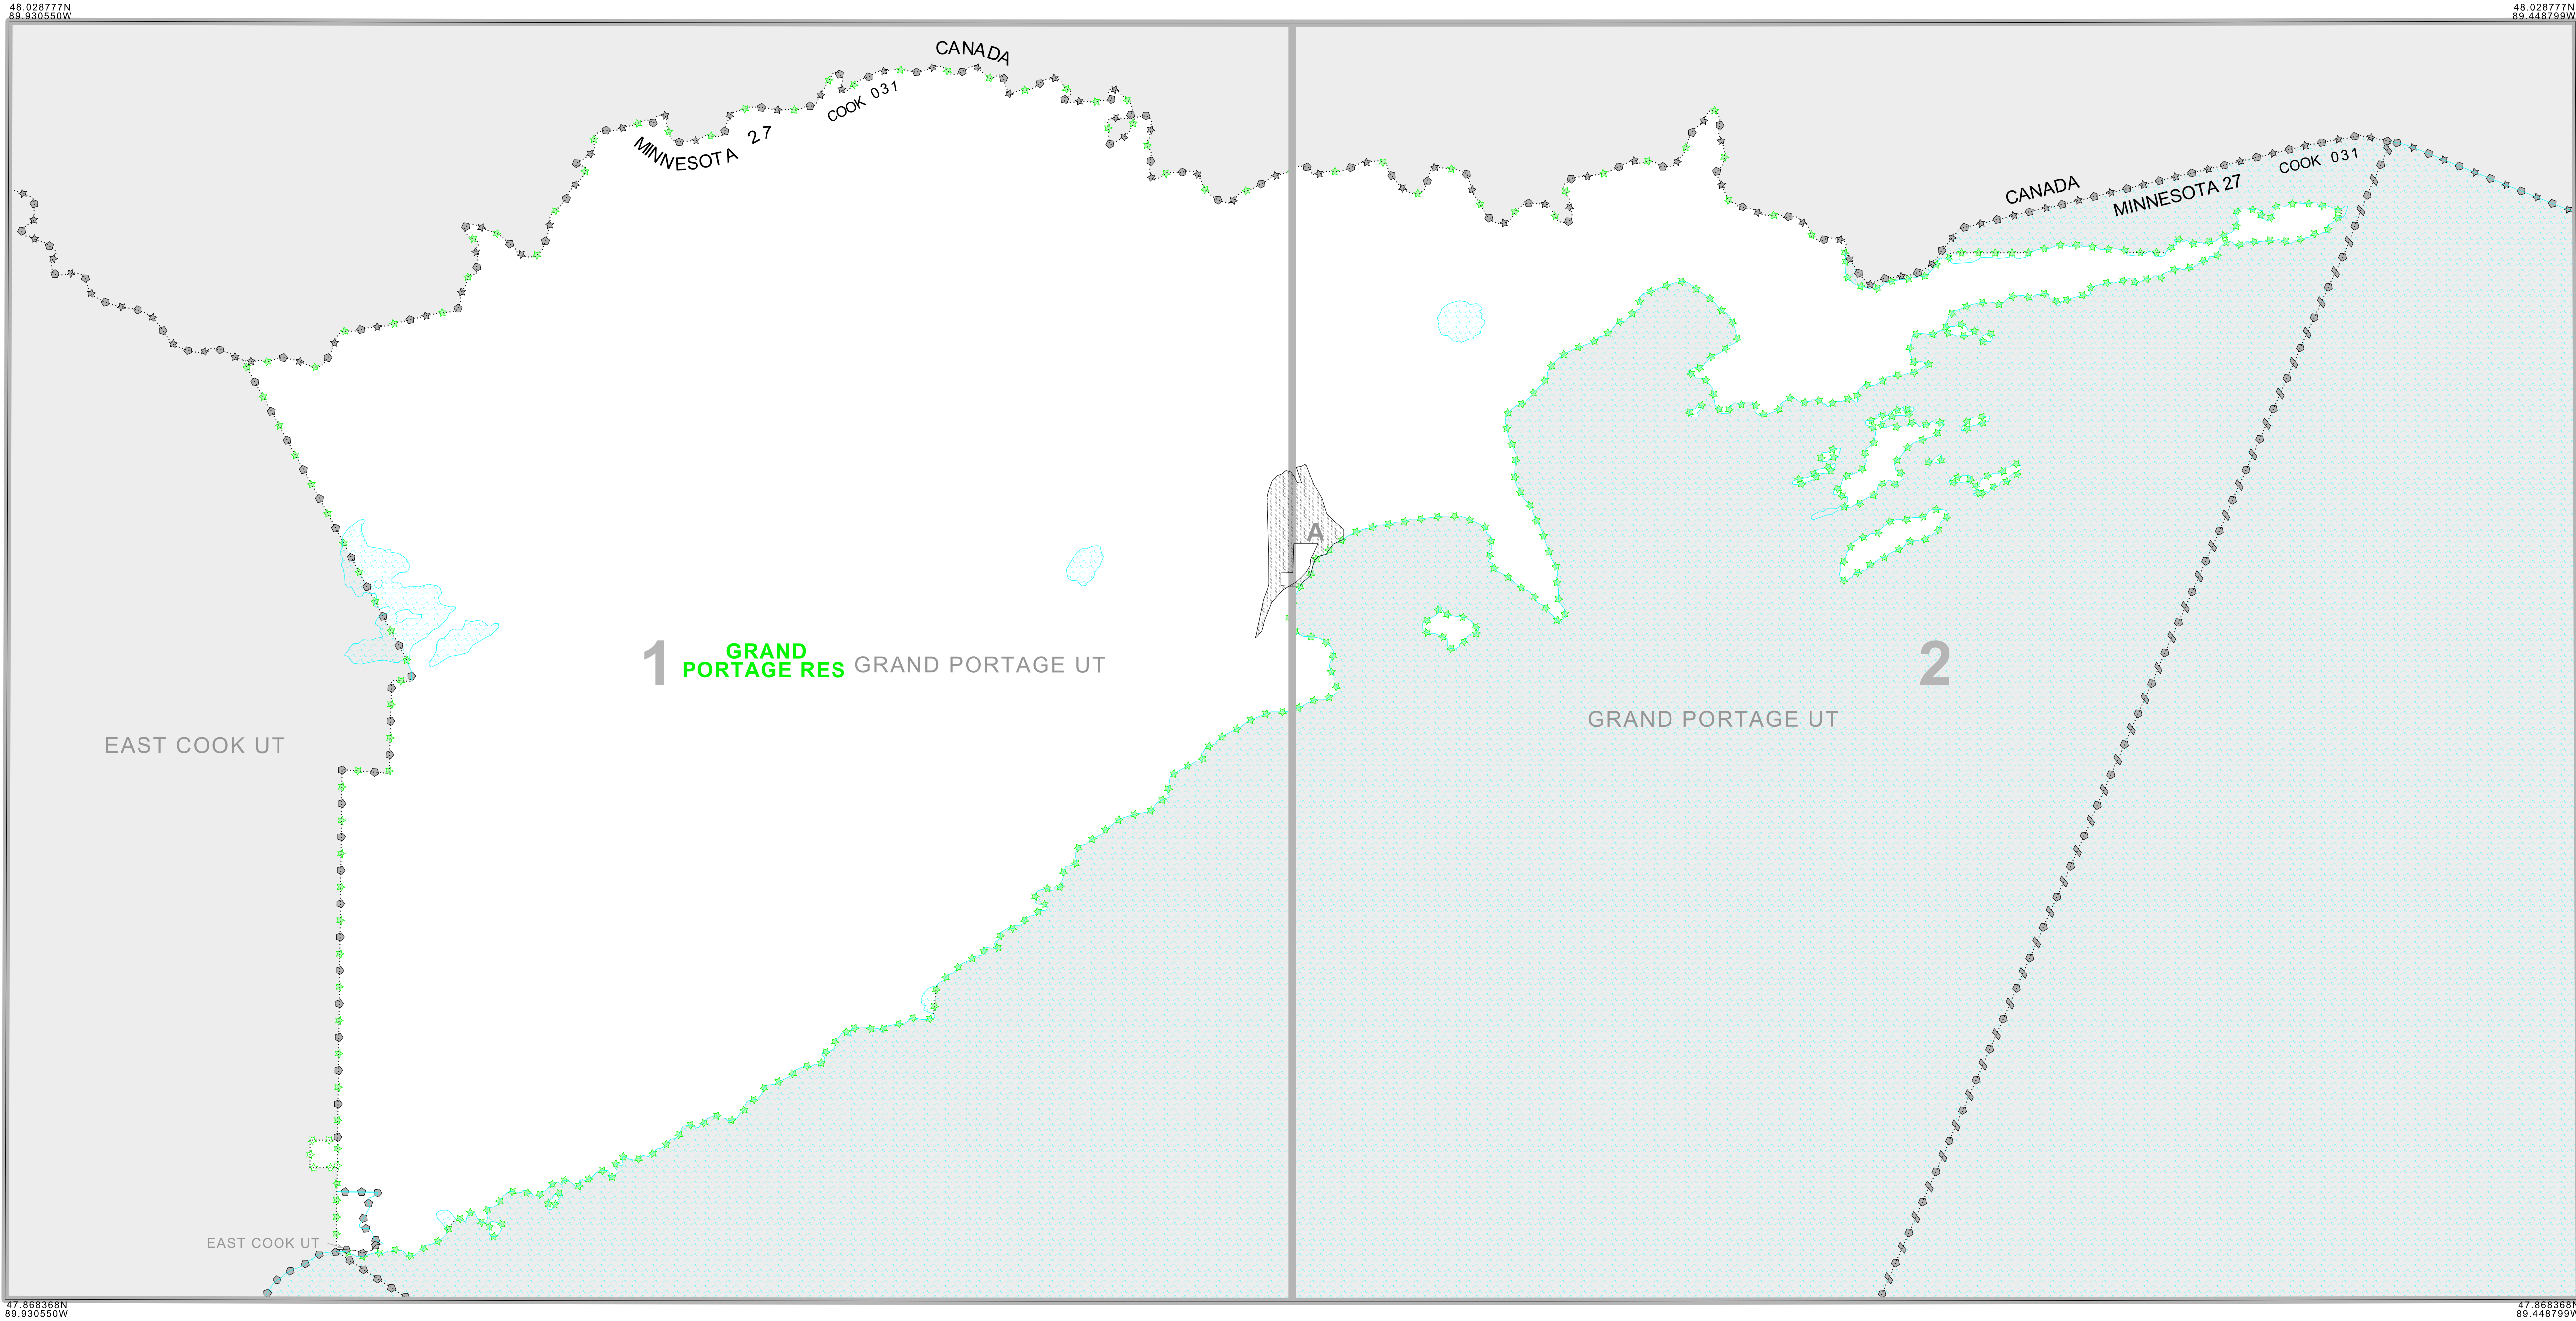 48.028777N
89.930550W
48.028777N
89.448799W
CANADA
COOK 031
MINNESOTA 27
CANADA
MINNESOTA 27
COOK 031
A
1
GRAND
PORTAGE RES
GRAND PORTAGE UT
2
GRAND PORTAGE UT
EAST COOK UT
EAST COOK UT
47.868368N
89.930550W
47.868368N
89.448799W